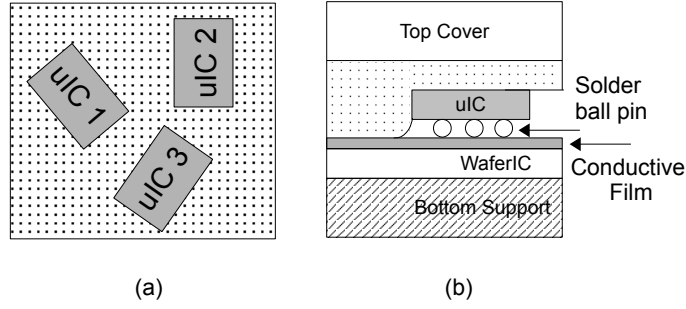 uIC 1
uIC 2
uIC 3
(a)
Top Cover
uIC
Solder
ball pin
WaferIC
Conductive
Film
Bottom Support
(b)